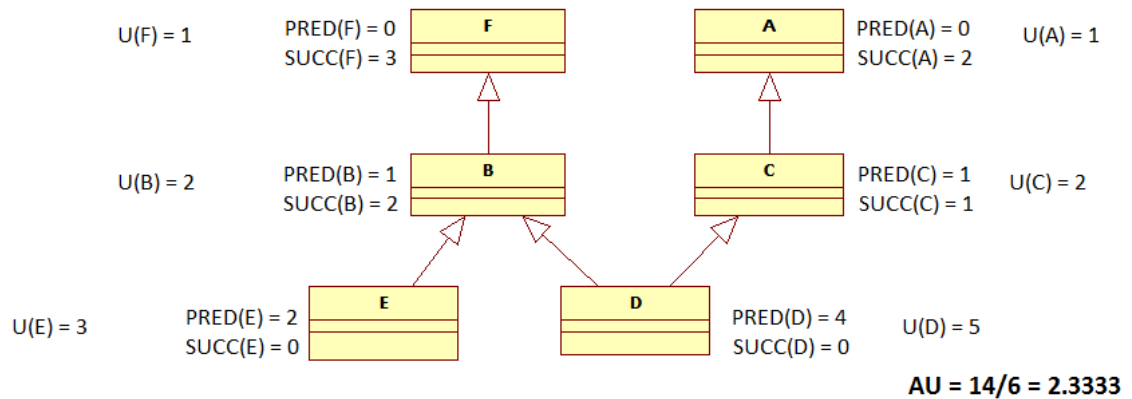 U(F) = 1
PRED(F) = 0
SUCC(F) = 3
F
A
PRED(A) = 0
SUCC(A) = 2
U(A) = 1
U(B) = 2
PRED(B) = 1
SUCC(B) = 2
B
C
PRED(C) = 1
SUCC(C) = 1
U(C) = 2
U(E) = 3
PRED(E) = 2
SUCC(E) = 0
E
D
PRED(D) = 4
SUCC(D) = 0
U(D) = 5
AU = 14/6 = 2.3333